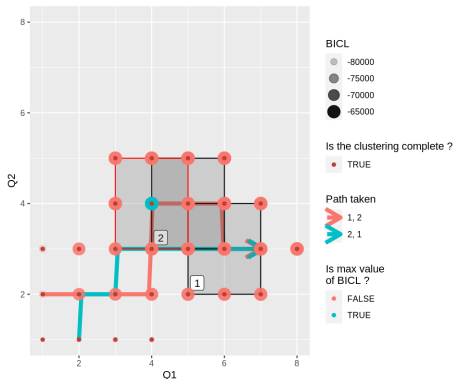 8
6
4
2
Q2
2
1
2
4
6
8
Q1
BICL
-80000
-75000
-70000
-65000
Is the clustering complete ?
TRUE
Path taken
1, 2
2, 1
Is max value
of BICL ?
FALSE
TRUE